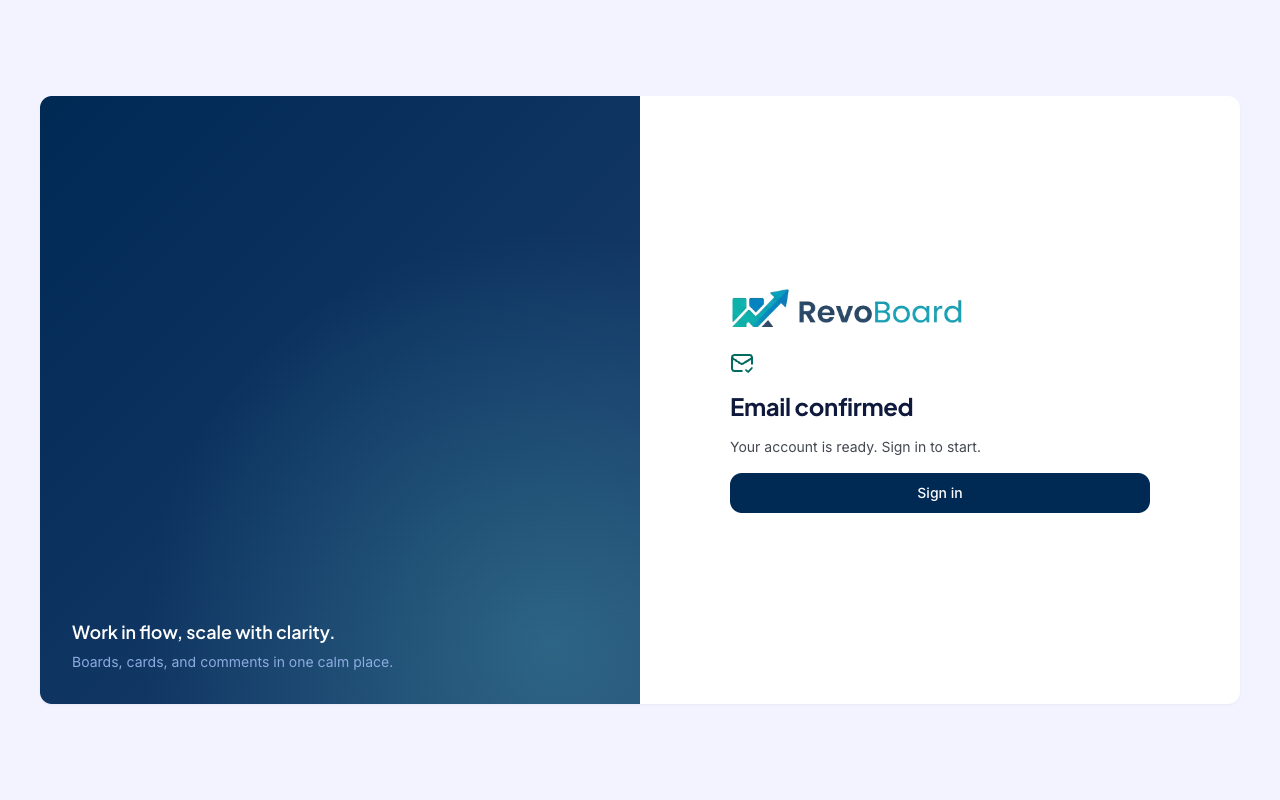 RevoBoard
Email confirmed
Your account is ready. Sign in to start.
Sign in
Work in flow, scale with clarity.
Boards, cards, and comments in one calm place.